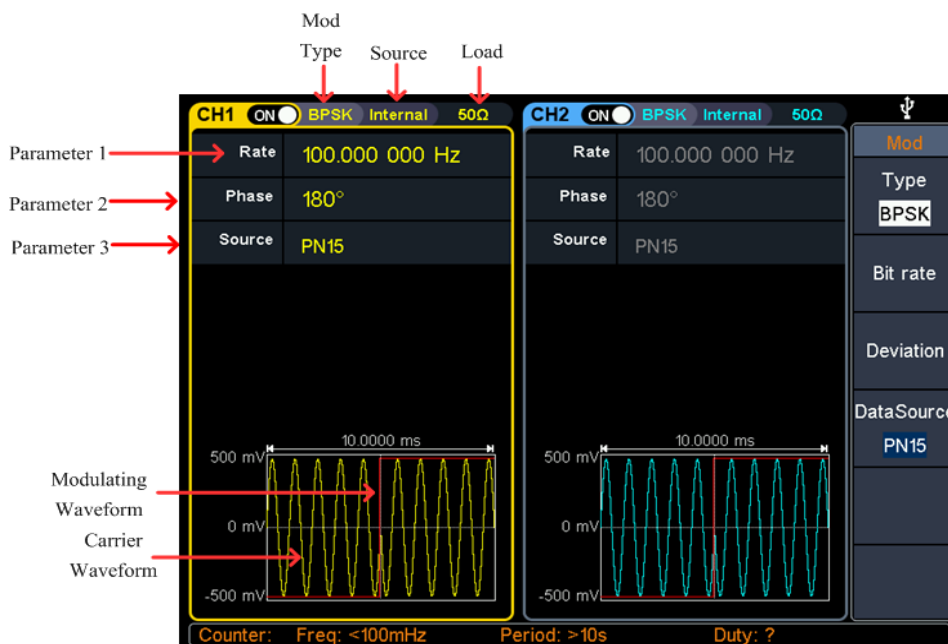 Mod
Type
Source
Load
CH1 ON BPSK Internal 50Ω
CH2 ON BPSK Internal 50Ω
Parameter 1
Rate 100.000 000 Hz
Parameter 2
Phase 180°
Parameter 3
Source PN15
Rate 100.000 000 Hz
Phase 180°
Source PN15
Mod
Type
BPSK
Bit rate
Deviation
DataSource
PN15
10.0000 ms
500 mV
0 mV
-500 mV
Modulating
Waveform
Carrier
Waveform
10.0000 ms
500 mV
0 mV
-500 mV
Counter: Freq: <100mHz Period: >10s Duty: ?